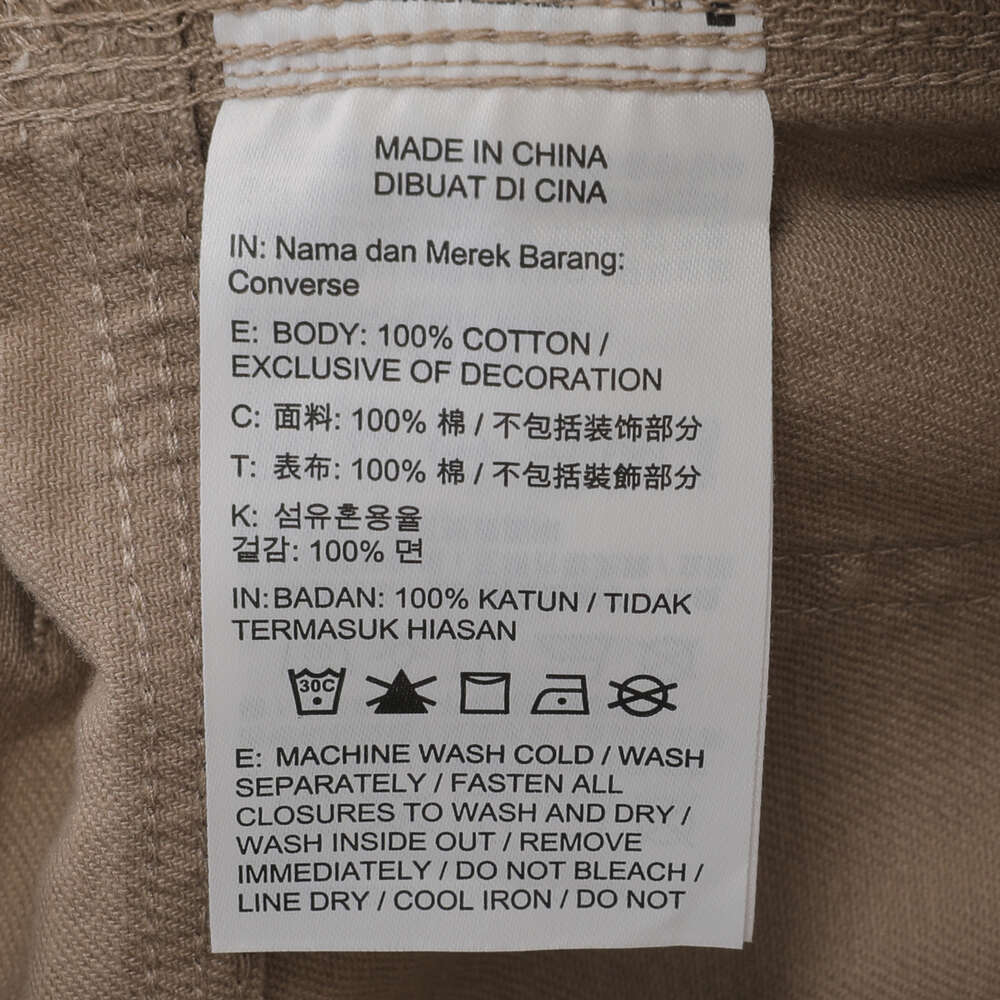 MADE IN CHINA
DIBUAT DI CINA
IN: Nama dan Merek Barang:
Converse
E: BODY: 100% COTTON /
EXCLUSIVE OF DECORATION
C: 面料: 100% 棉 / 不包括装饰部分
T: 表布: 100% 棉 / 不包括裝飾部分
K: 섬유혼용율
겉감: 100% 면
IN: BADAN: 100% KATUN / TIDAK
TERMASUK HIASAN
30C
E: MACHINE WASH COLD / WASH
SEPARATELY / FASTEN ALL
CLOSURES TO WASH AND DRY /
WASH INSIDE OUT / REMOVE
IMMEDIATELY / DO NOT BLEACH /
LINE DRY / COOL IRON / DO NOT